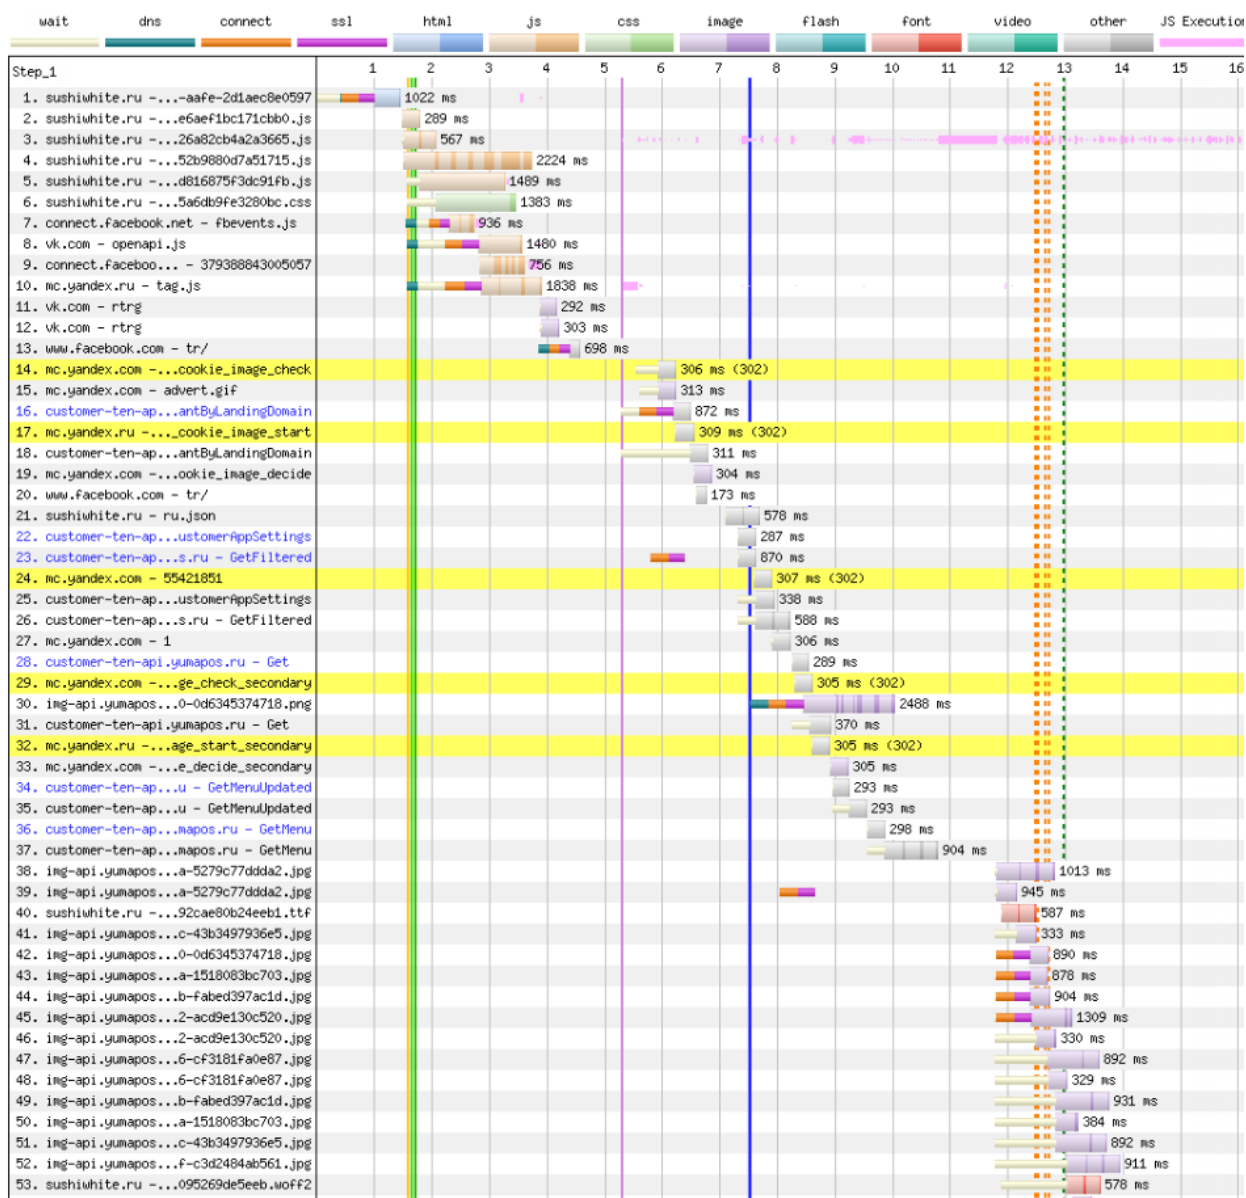 wait dns connect ssl html js css image flash font video other JS Execution
Step_1 1 2 3 4 5 6 7 8 9 10 11 12 13 14 15 16
1. sushiwhite.ru -...-aafe-2d1aec8e0597 1022 ms
2. sushiwhite.ru -...e6aef1bc171cbb0.js 289 ms
3. sushiwhite.ru -...26a82cb4a2a3665.js 567 ms
4. sushiwhite.ru -...52b9880d7a51715.js 2224 ms
5. sushiwhite.ru -...d816875f3dc91fb.js 1489 ms
6. sushiwhite.ru -...5a6db9fe3280bc.css 1383 ms
7. connect.facebook.net - fbevents.js 936 ms
8. vk.com - openapi.js 1480 ms
9. connect.faceboo... - 379388843005057 756 ms
10. mc.yandex.ru - tag.js 1838 ms
11. vk.com - rtrg 292 ms
12. vk.com - rtrg 303 ms
13. www.facebook.com - tr/ 698 ms
14. mc.yandex.com -...cookie_image_check 306 ms (302)
15. mc.yandex.com - advert.gif 313 ms
16. customer-ten-ap...antByLandingDomain 872 ms
17. mc.yandex.ru -..._cookie_image_start 309 ms (302)
18. customer-ten-ap...antByLandingDomain 311 ms
19. mc.yandex.com -...ookie_image_decide 304 ms
20. www.facebook.com - tr/ 173 ms
21. sushiwhite.ru - ru.json 578 ms
22. customer-ten-ap...ustomerAppSettings 287 ms
23. customer-ten-ap...s.ru - GetFiltered 870 ms
24. mc.yandex.com - 55421851 307 ms (302)
25. customer-ten-ap...ustomerAppSettings 338 ms
26. customer-ten-ap...s.ru - GetFiltered 588 ms
27. mc.yandex.com - 1 306 ms
28. customer-ten-api.yumapos.ru - Get 289 ms
29. mc.yandex.com -...ge_check_secondary 305 ms (302)
30. img-api.yumapos...0-0d6345374718.png 2488 ms
31. customer-ten-api.yumapos.ru - Get 370 ms
32. mc.yandex.ru -...age_start_secondary 305 ms (302)
33. mc.yandex.com -...e_decide_secondary 305 ms
34. customer-ten-ap...u - GetMenuUpdated 293 ms
35. customer-ten-ap...u - GetMenuUpdated 293 ms
36. customer-ten-ap...mapos.ru - GetMenu 298 ms
37. customer-ten-ap...mapos.ru - GetMenu 904 ms
38. img-api.yumapos...a-5279c77ddda2.jpg 1013 ms
39. img-api.yumapos...a-5279c77ddda2.jpg 945 ms
40. sushiwhite.ru -...92cae80b24eeb1.ttf 587 ms
41. img-api.yumapos...c-43b3497936e5.jpg 333 ms
42. img-api.yumapos...0-0d6345374718.jpg 890 ms
43. img-api.yumapos...a-1518083bc703.jpg 878 ms
44. img-api.yumapos...b-fabed397ac1d.jpg 904 ms
45. img-api.yumapos...2-acd9e130c520.jpg 1309 ms
46. img-api.yumapos...2-acd9e130c520.jpg 330 ms
47. img-api.yumapos...6-cf3181fa0e87.jpg 892 ms
48. img-api.yumapos...6-cf3181fa0e87.jpg 329 ms
49. img-api.yumapos...b-fabed397ac1d.jpg 931 ms
50. img-api.yumapos...a-1518083bc703.jpg 384 ms
51. img-api.yumapos...c-43b3497936e5.jpg 892 ms
52. img-api.yumapos...f-c3d2484ab561.jpg 911 ms
53. sushiwhite.ru -...095269de5eeb.woff2 578 ms